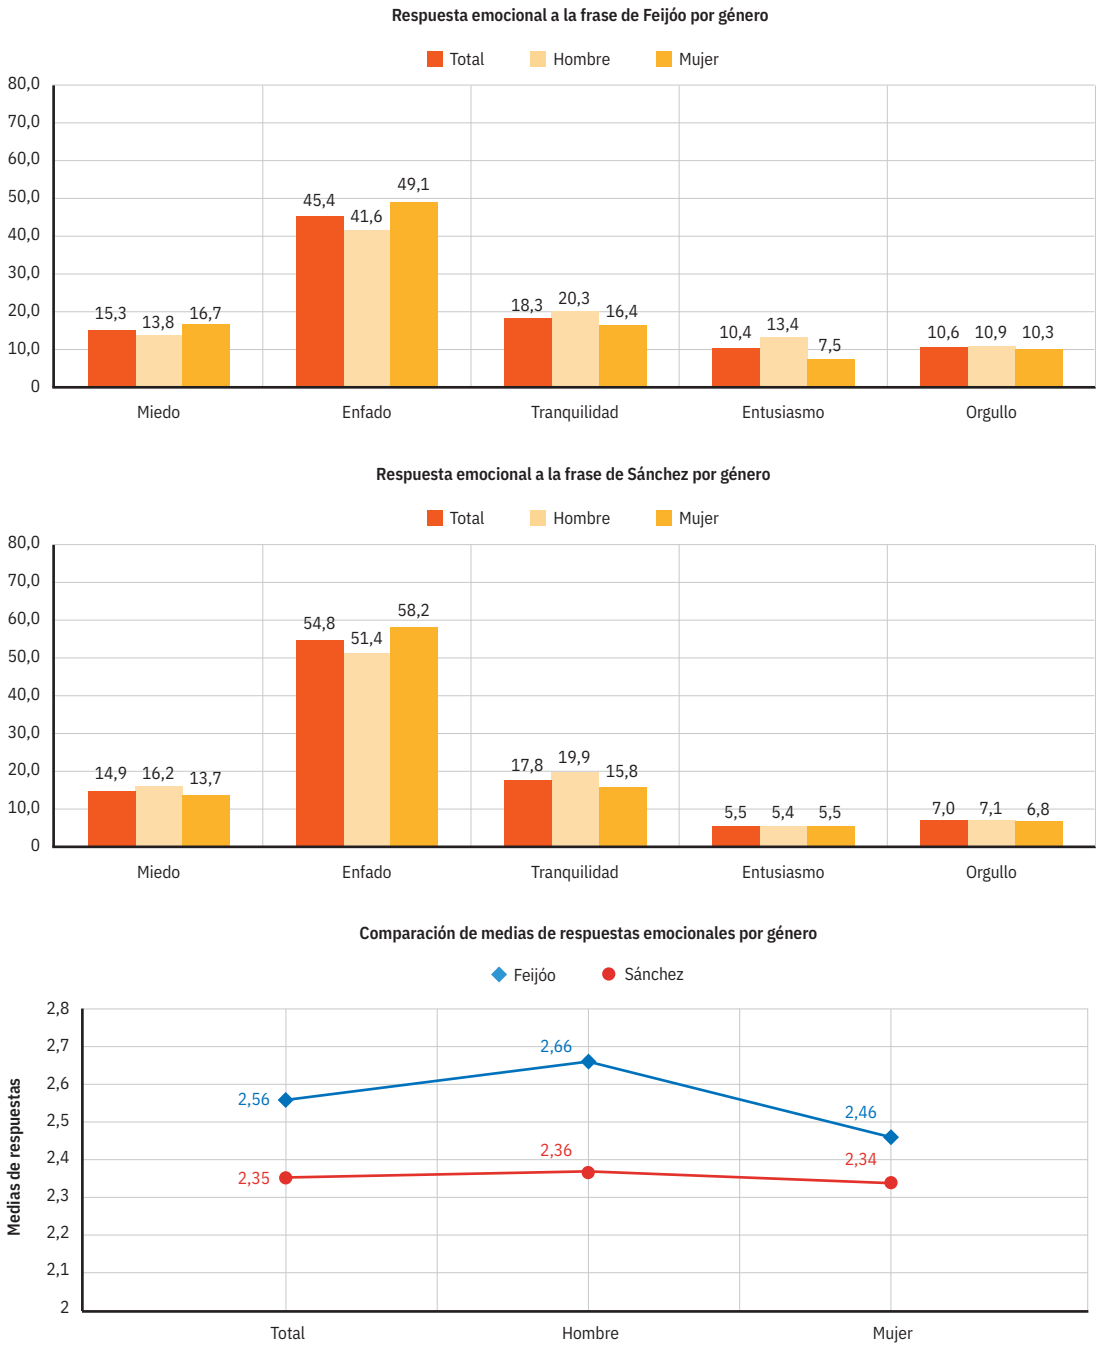 Respuesta emocional a la frase de Feijóo por género
Total Hombre Mujer
80,0
70,0
60,0
50,0
40,0
30,0
20,0
10,0
0
15,3 13,8 16,7
45,4 41,6 49,1
18,3 20,3 16,4
10,4 13,4 7,5
10,6 10,9 10,3
Miedo Enfado Tranquilidad Entusiasmo Orgullo
Respuesta emocional a la frase de Sánchez por género
Total Hombre Mujer
80,0
70,0
60,0
50,0
40,0
30,0
20,0
10,0
0
14,9 16,2 13,7
54,8 51,4 58,2
17,8 19,9 15,8
5,5 5,4 5,5
7,0 7,1 6,8
Miedo Enfado Tranquilidad Entusiasmo Orgullo
Comparación de medias de respuestas emocionales por género
Feijóo Sánchez
Medias de respuestas
2,8
2,7
2,6
2,5
2,4
2,3
2,2
2,1
2
2,56 2,66 2,46
2,35 2,36 2,34
Total Hombre Mujer